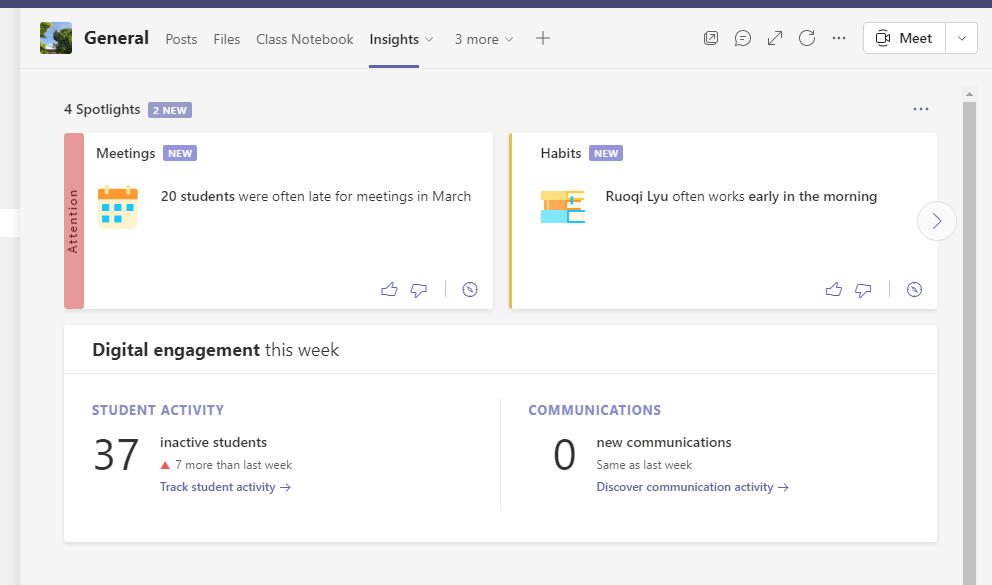 General Posts Files Class Notebook Insights 3 more Meet
4 Spotlights 2 NEW
Attention
Meetings NEW
20 students were often late for meetings in March
Habits NEW
Ruoqi Lyu often works early in the morning
Digital engagement this week
STUDENT ACTIVITY
37 inactive students
7 more than last week
Track student activity →
COMMUNICATIONS
0 new communications
Same as last week
Discover communication activity →